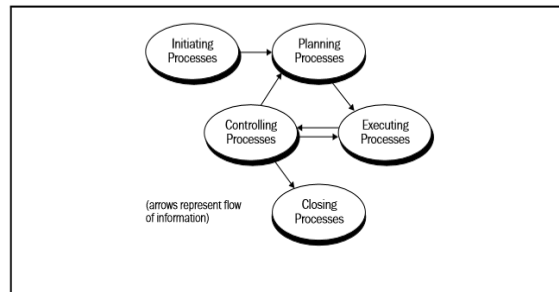 Initiating
Processes
Planning
Processes
Controlling
Processes
Executing
Processes
(arrows represent flow
of information)
Closing
Processes